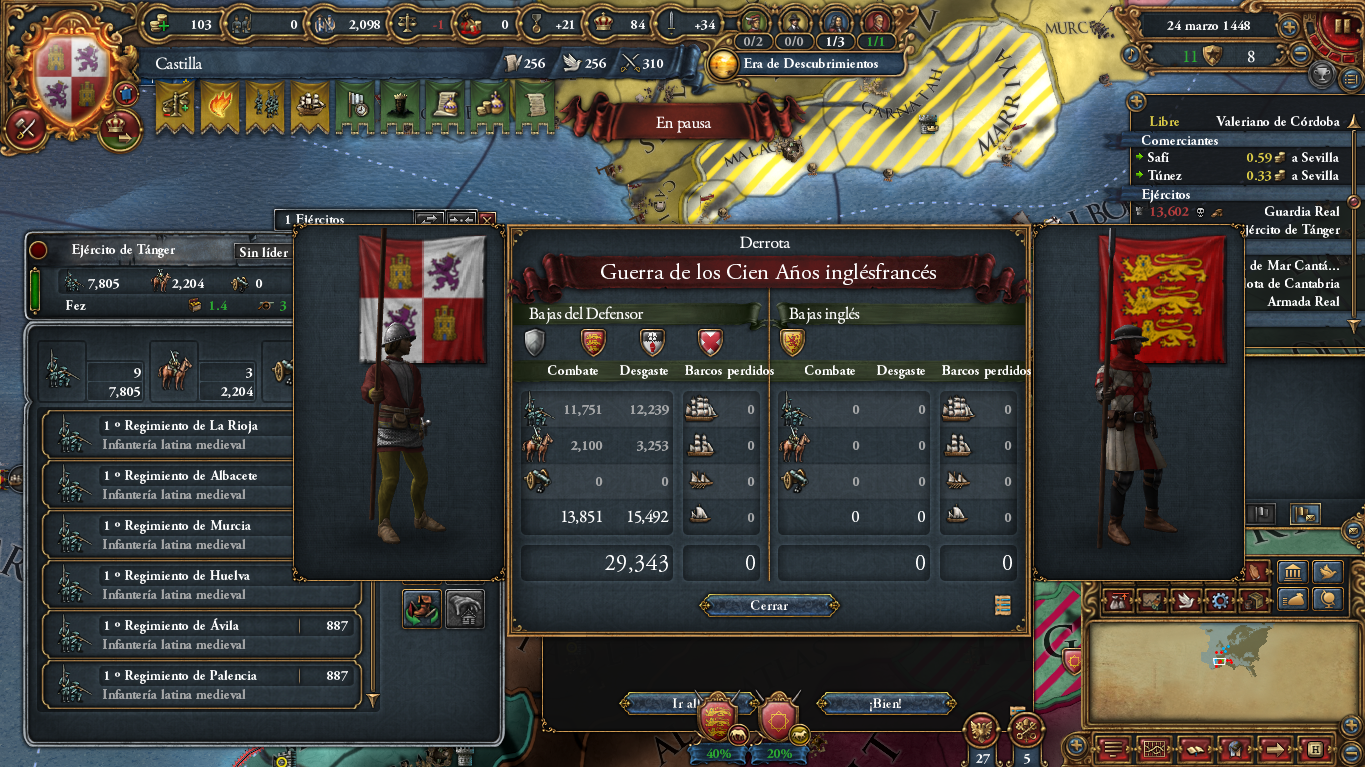 103 0 2,098 -1 0 +21 84 +34
0/2 0/0 1/3 1/1
24 marzo 1448
11 8
Castilla
256 256 310
Era de Descubrimientos
MURC
En pausa
GARNATAH
MALAG
MARRI
Libre Valeriano de Córdoba
Comerciantes
Safí 0.59 a Sevilla
Túnez 0.33 a Sevilla
Ejércitos
13,602 Guardia Real
jército de Tánger
de Mar Cantá...
ota de Cantabria
Armada Real
1 Ejércitos
Ejército de Tánger
Sin líder
7,805 2,204 0
Fez 1.4 3
9 3
7,805 2,204
1 º Regimiento de La Rioja
Infantería latina medieval
1 º Regimiento de Albacete
Infantería latina medieval
1 º Regimiento de Murcia
Infantería latina medieval
1 º Regimiento de Huelva
Infantería latina medieval
1 º Regimiento de Ávila 887
Infantería latina medieval
1 º Regimiento de Palencia 887
Infantería latina medieval
Derrota
Guerra de los Cien Años inglésfrancés
Bajas del Defensor Bajas inglés
Combate Desgaste Barcos perdidos Combate Desgaste Barcos perdidos
11,751 12,239 0 0 0 0
2,100 3,253 0 0 0 0
0 0 0 0 0 0
13,851 15,492 0 0 0 0
29,343 0 0 0
Cerrar
Ir al
¡Bien!
40% 20%
27 5